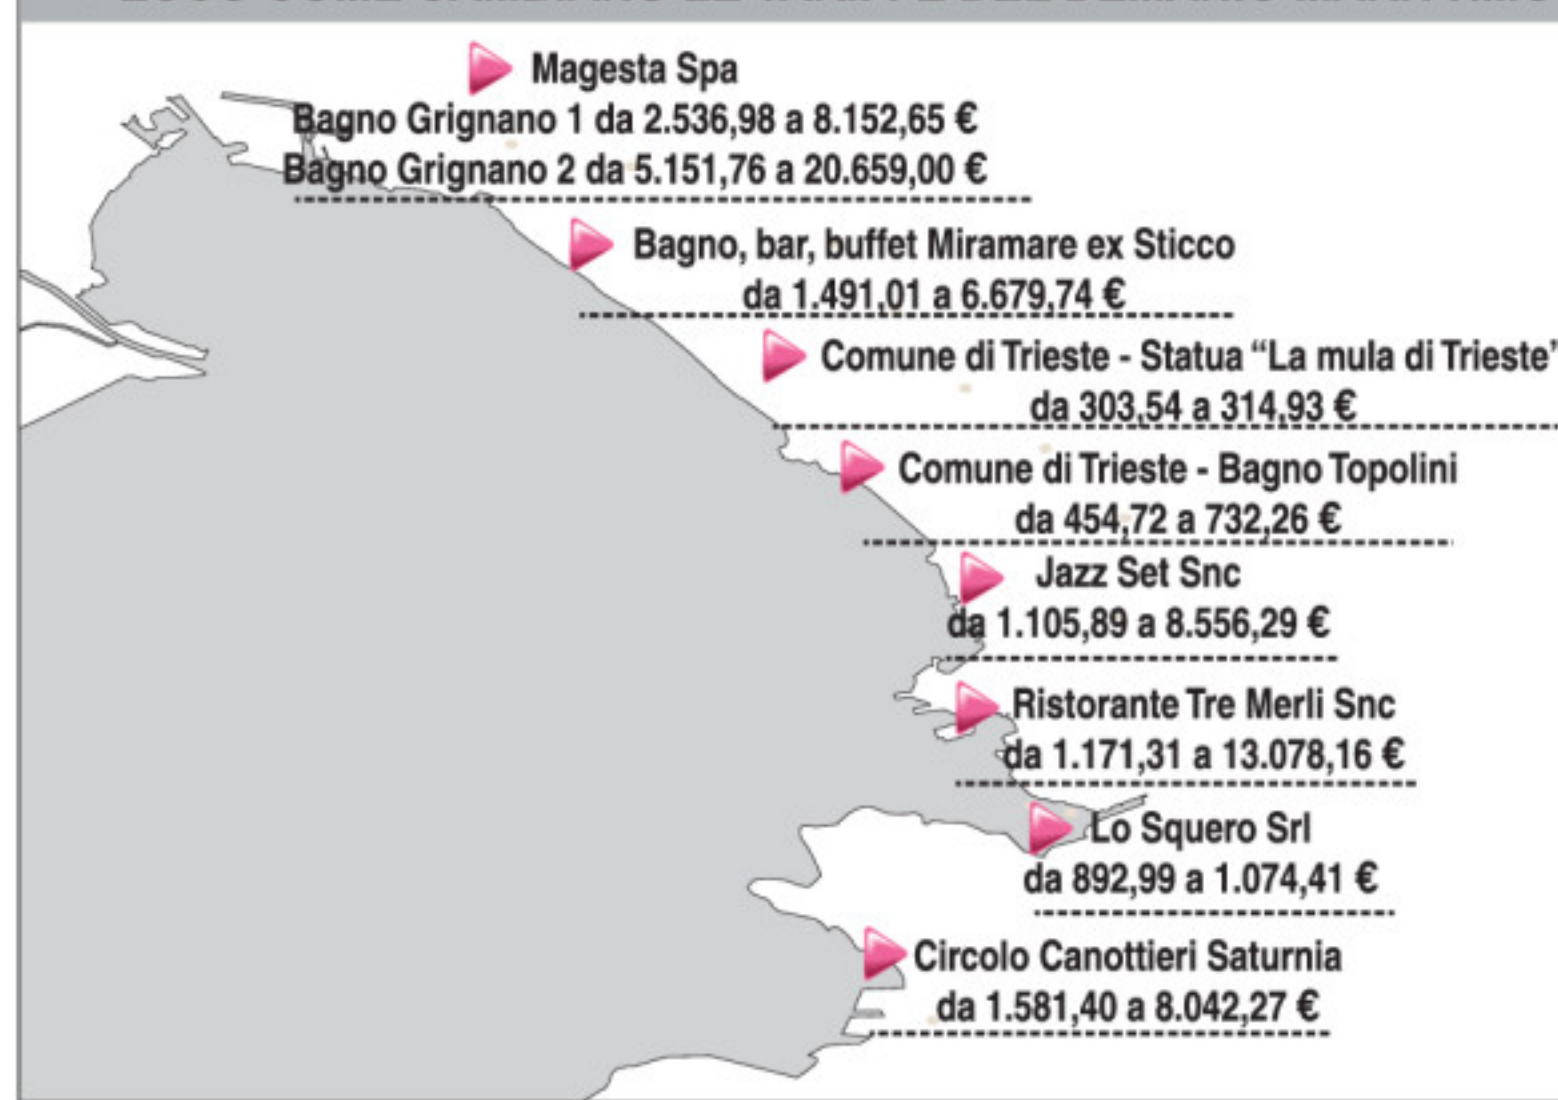 Magesta Spa
Bagno Grignano 1 da 2.536,98 a 8.152,65 €
Bagno Grignano 2 da 5.151,76 a 20.659,00 €
Bagno, bar, buffet Miramare ex Sticco
da 1.491,01 a 6.679,74 €
Comune di Trieste - Statua “La mula di Trieste”
da 303,54 a 314,93 €
Comune di Trieste - Bagno Topolini
da 454,72 a 732,26 €
Jazz Set Snc
da 1.105,89 a 8.556,29 €
Ristorante Tre Merli Snc
da 1.171,31 a 13.078,16 €
Lo Squero Srl
da 892,99 a 1.074,41 €
Circolo Canottieri Saturnia
da 1.581,40 a 8.042,27 €